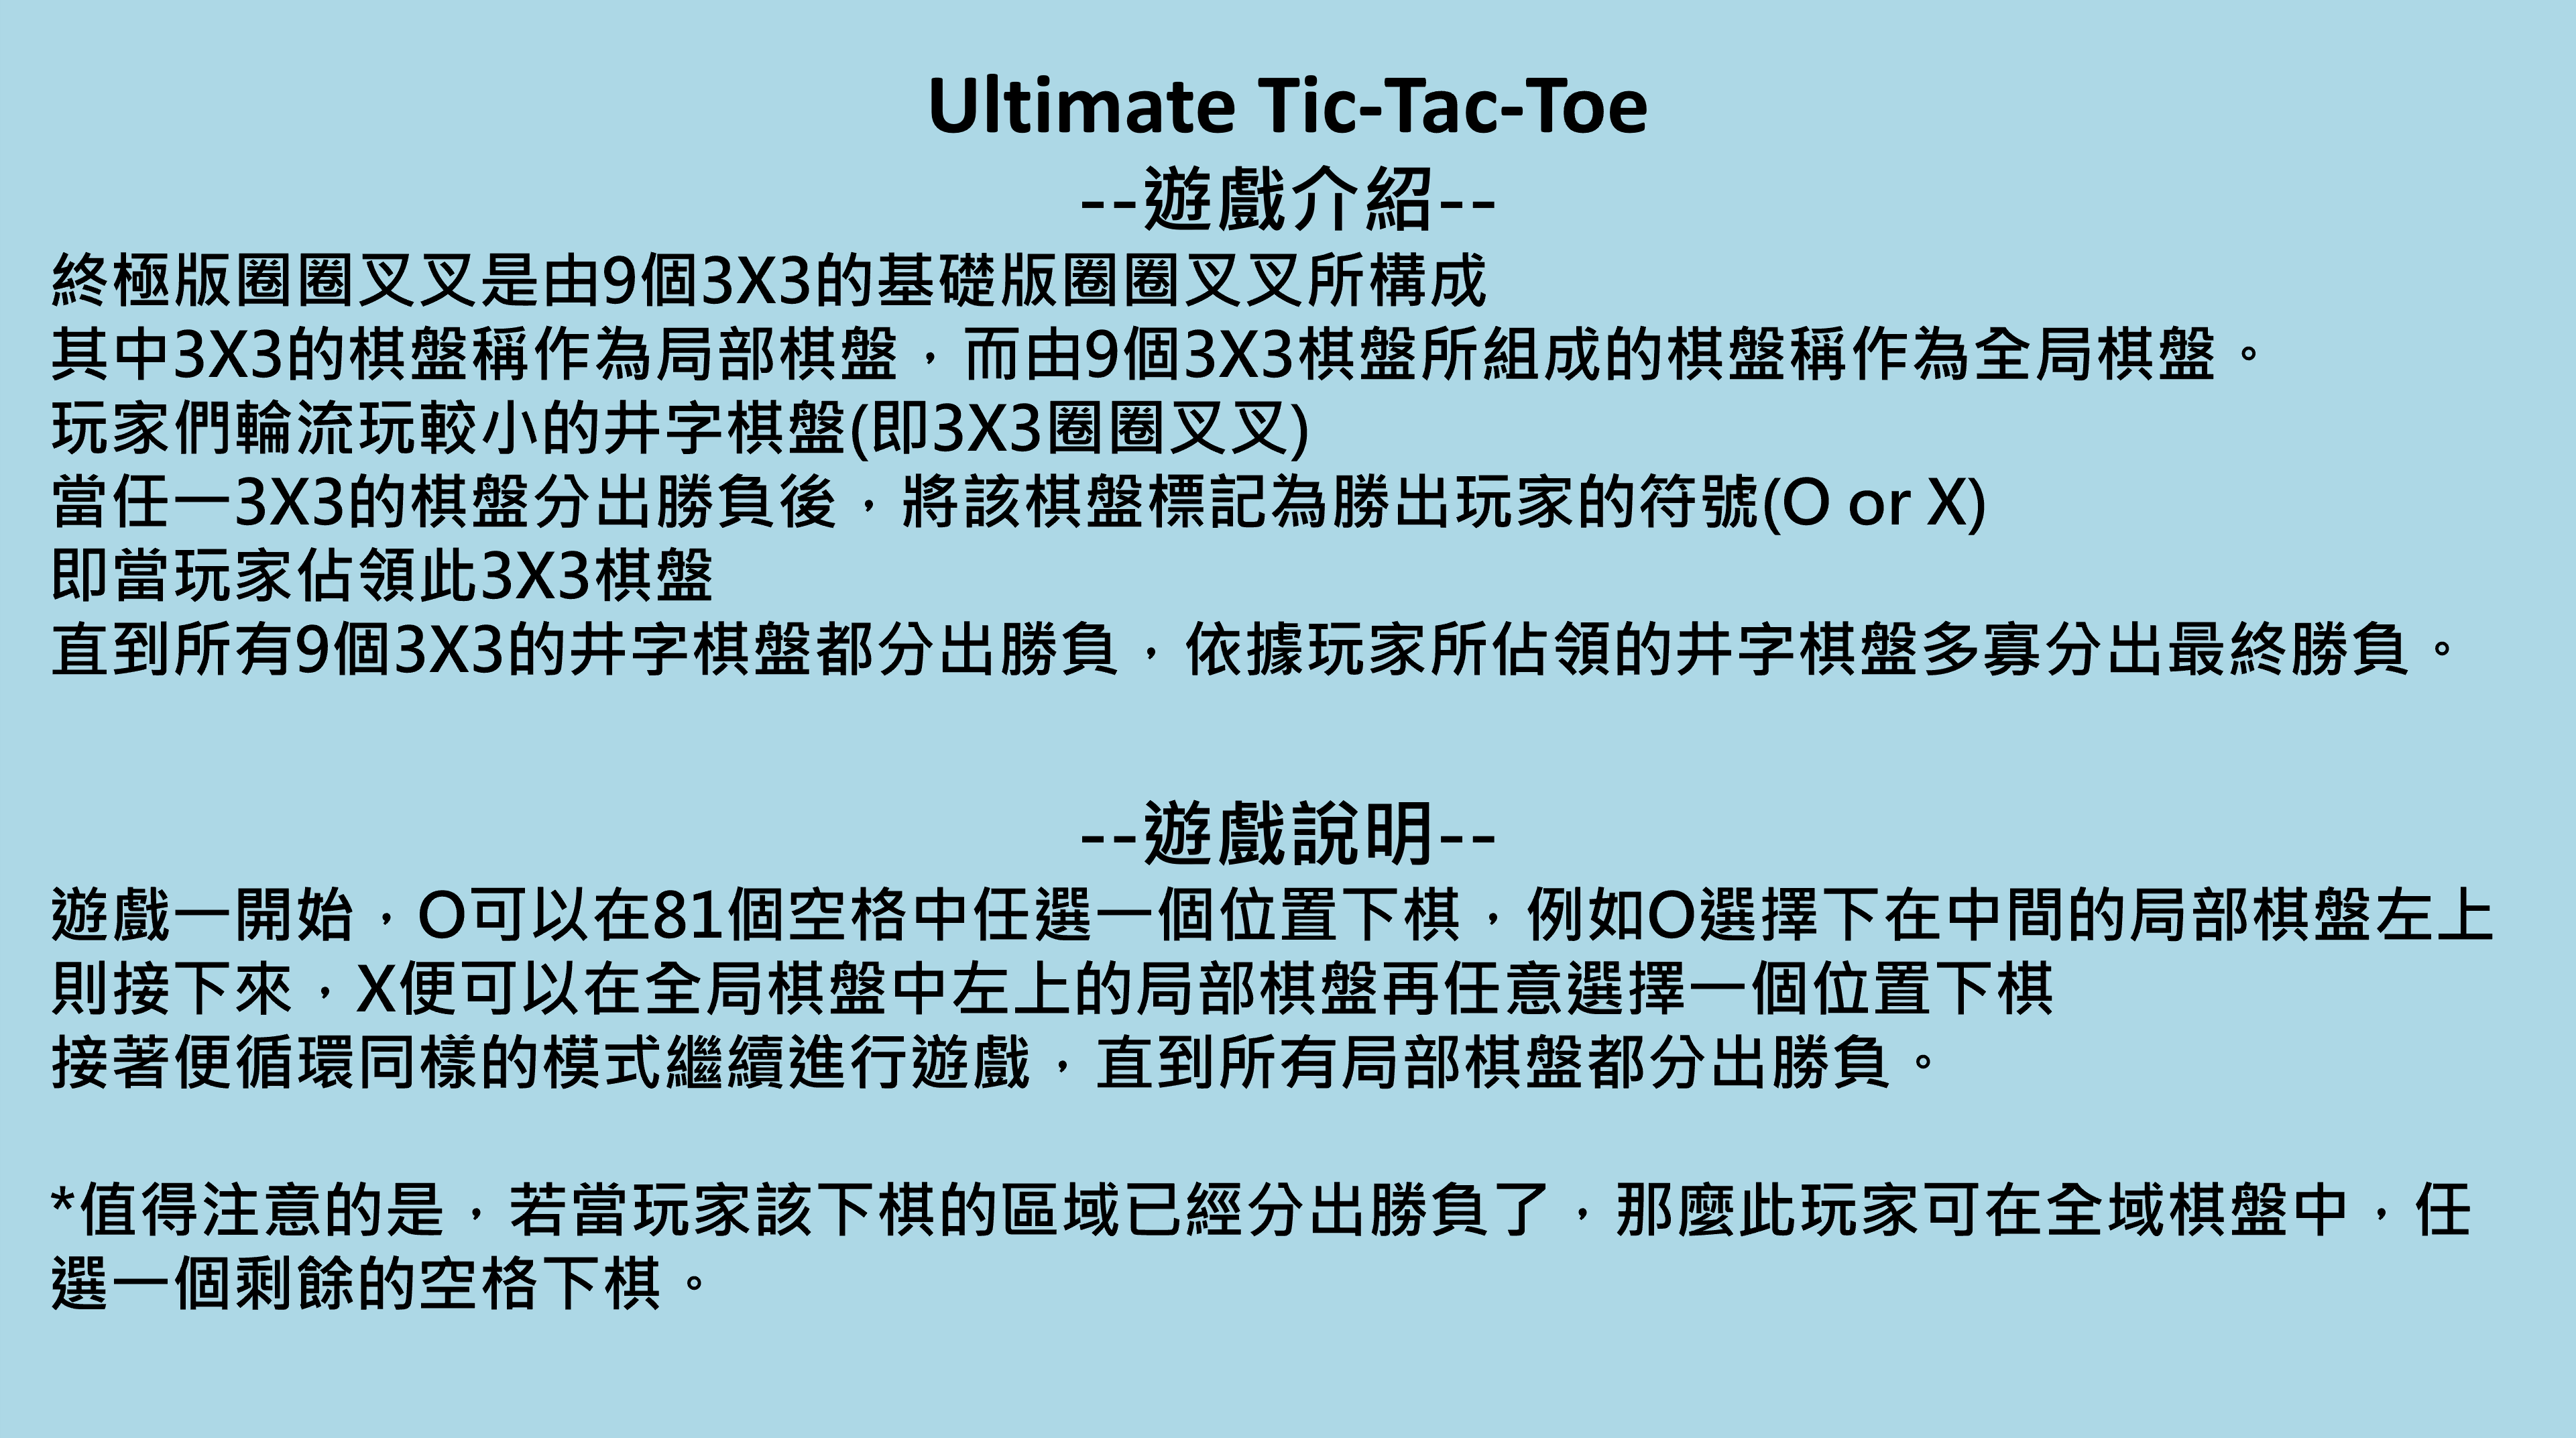 Ultimate Tic-Tac-Toe
--遊戲介紹--
終極版圈圈叉叉是由9個3X3的基礎版圈圈叉叉所構成
其中3X3的棋盤稱作為局部棋盤，而由9個3X3棋盤所組成的棋盤稱作為全局棋盤。
玩家們輪流玩較小的井字棋盤(即3X3圈圈叉叉)
當任一3X3的棋盤分出勝負後，將該棋盤標記為勝出玩家的符號(O or X)
即當玩家佔領此3X3棋盤
直到所有9個3X3的井字棋盤都分出勝負，依據玩家所佔領的井字棋盤多寡分出最終勝負。
--遊戲說明--
遊戲一開始，O可以在81個空格中任選一個位置下棋，例如O選擇下在中間的局部棋盤左上
則接下來，X便可以在全局棋盤中左上的局部棋盤再任意選擇一個位置下棋
接著便循環同樣的模式繼續進行遊戲，直到所有局部棋盤都分出勝負。
*值得注意的是，若當玩家該下棋的區域已經分出勝負了，那麼此玩家可在全域棋盤中，任
選一個剩餘的空格下棋。